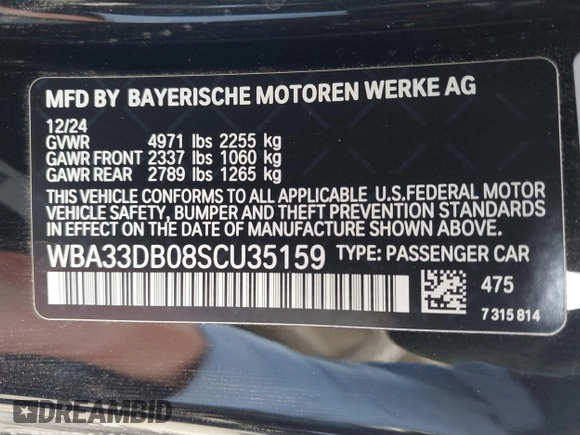 MFD BY BAYERISCHE MOTOREN WERKE AG
12/24
GVWR 4971 lbs 2255 kg
GAWR FRONT 2337 lbs 1060 kg
GAWR REAR 2789 lbs 1265 kg
THIS VEHICLE CONFORMS TO ALL APPLICABLE U.S.FEDERAL MOTOR
VEHICLE SAFETY, BUMPER AND THEFT PREVENTION STANDARDS
IN EFFECT ON THE DATE OF MANUFACTURE SHOWN ABOVE.
WBA33DB08SCU35159 TYPE: PASSENGER CAR
475
7 315 814
DREAMBID